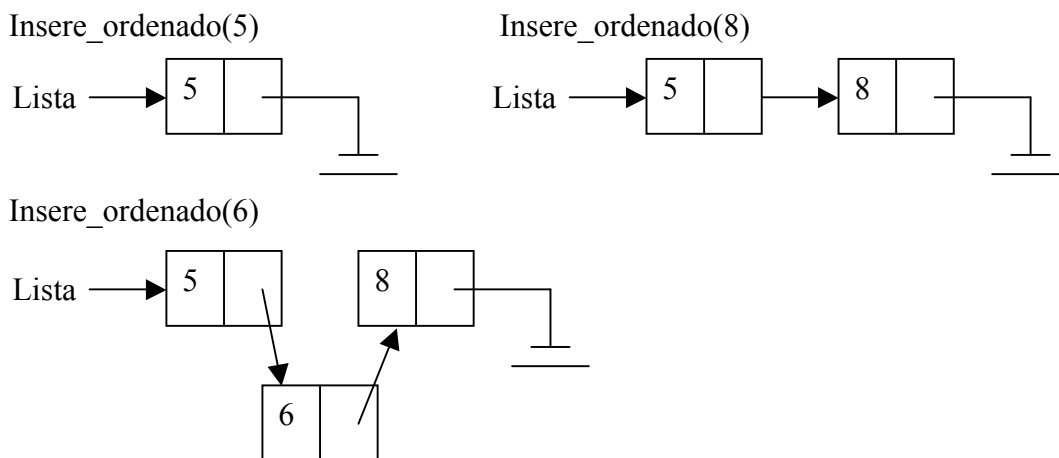 Insere_ordenado(5)
Lista 5
Insere_ordenado(8)
Lista 5 8
Insere_ordenado(6)
Lista 5 8
6